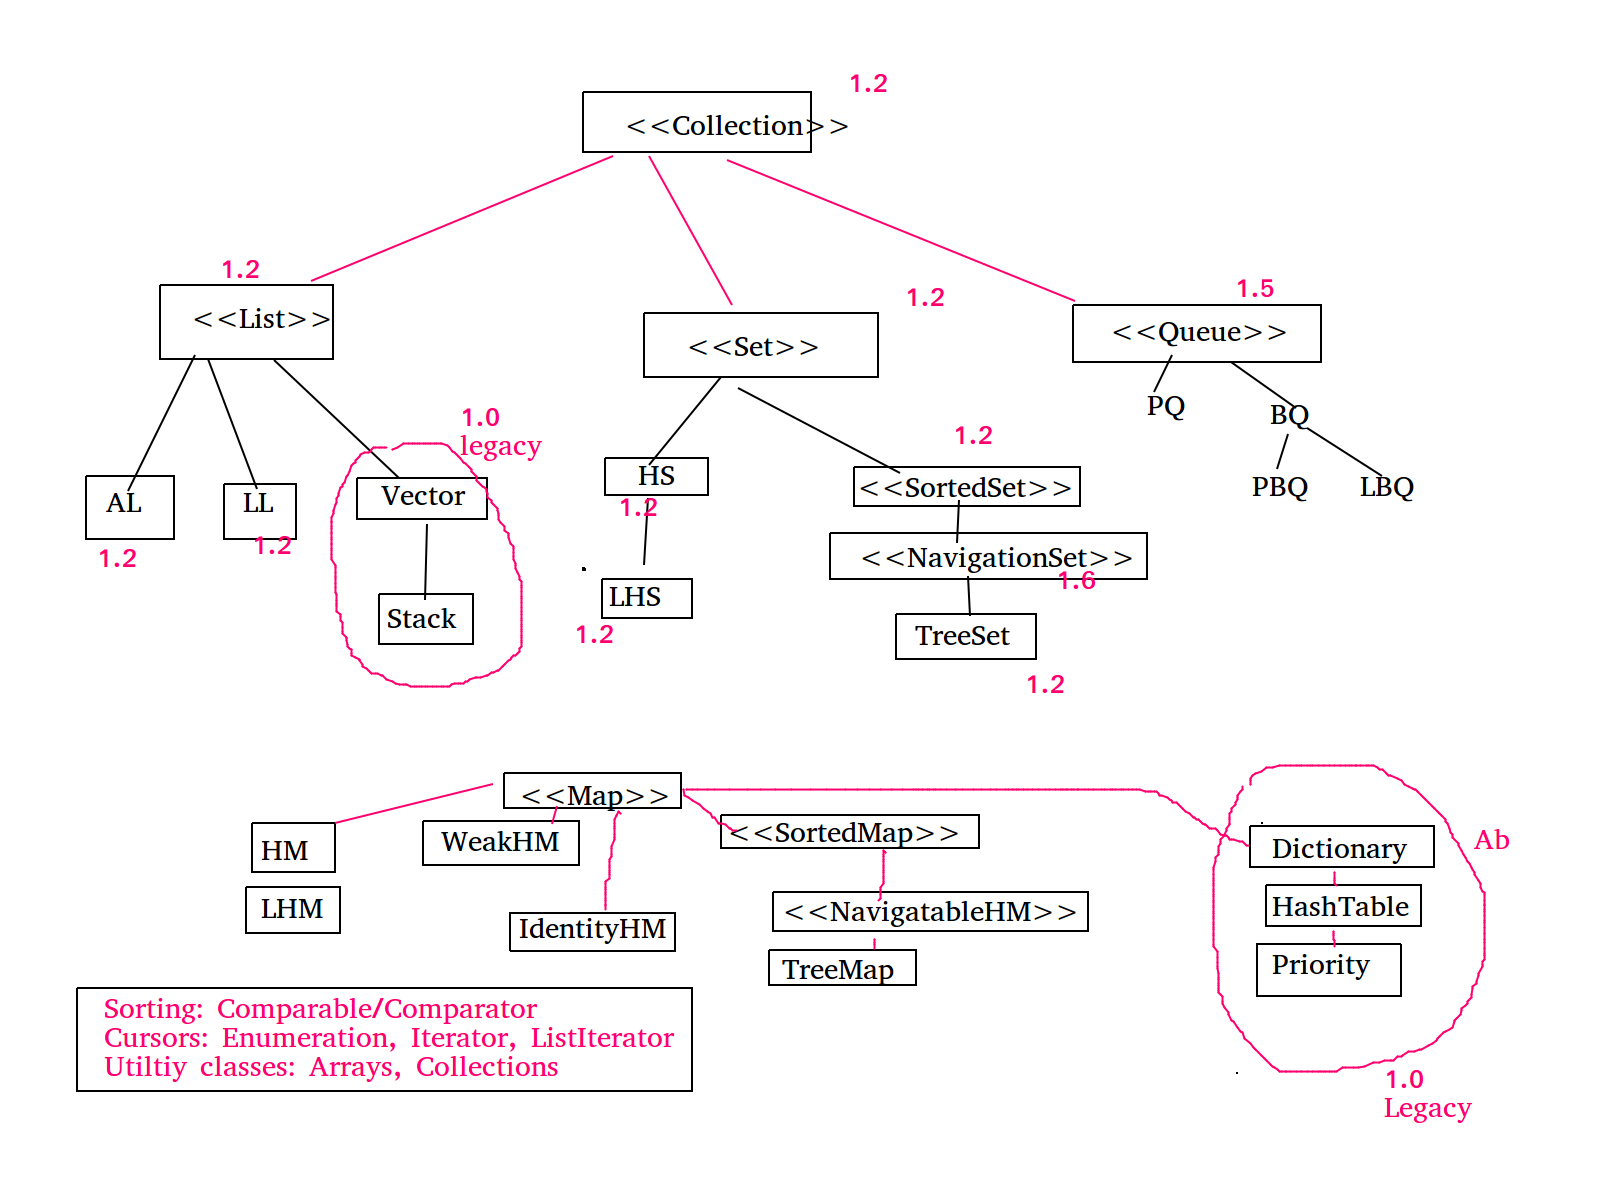 1.2
<<Collection>>
1.2
<<List>>
1.2
<<Set>>
1.5
<<Queue>>
PQ
BQ
PBQ
LBQ
1.0
legacy
AL
1.2
LL
1.2
Vector
Stack
HS
1.2
LHS
1.2
1.2
<<SortedSet>>
<<NavigationSet>>
1.6
TreeSet
1.2
<<Map>>
HM
LHM
WeakHM
IdentityHM
<<SortedMap>>
<<NavigatableHM>>
TreeMap
Dictionary
Ab
HashTable
Priority
1.0
Legacy
Sorting: Comparable/Comparator
Cursors: Enumeration, Iterator, ListIterator
Utiltiy classes: Arrays, Collections